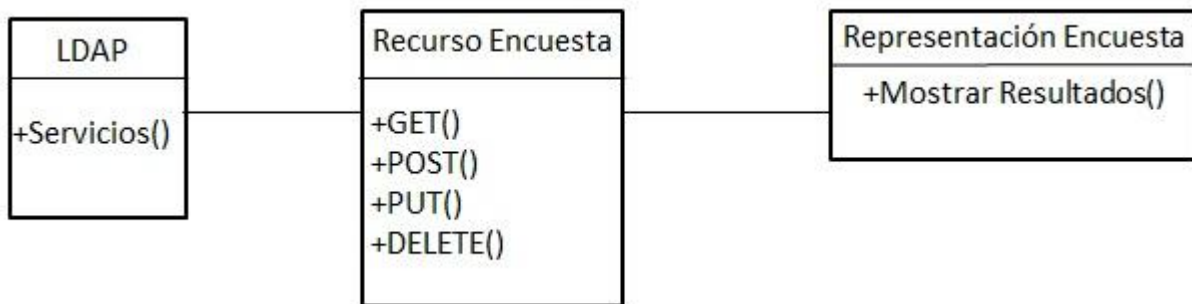 LDAP
+Servicios()
Recurso Encuesta
+GET()
+POST()
+PUT()
+DELETE()
Representación Encuesta
+Mostrar Resultados()